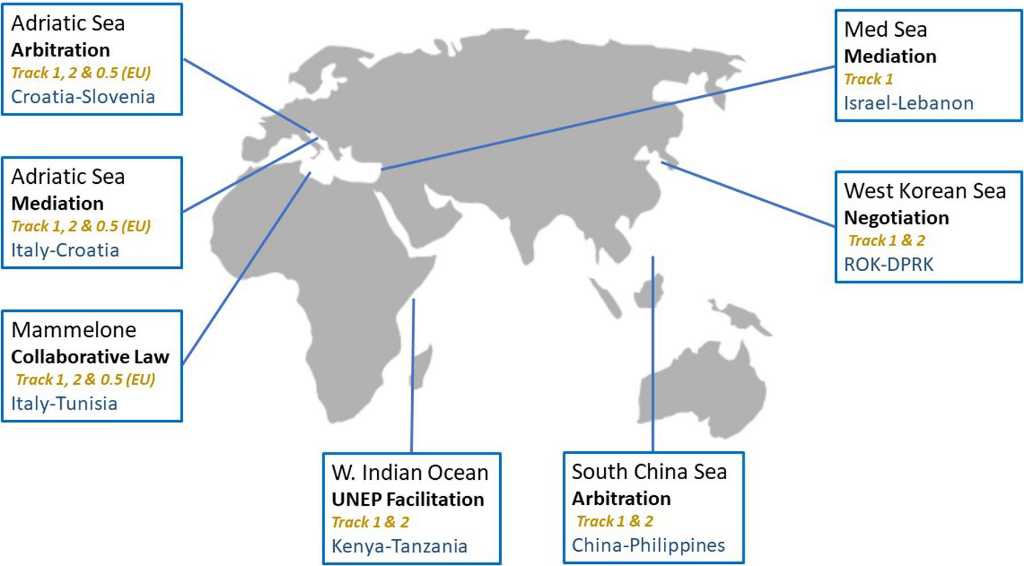 Adriatic Sea
Arbitration
Track 1, 2 & 0.5 (EU)
Croatia-Slovenia
Adriatic Sea
Mediation
Track 1, 2 & 0.5 (EU)
Italy-Croatia
Mammelone
Collaborative Law
Track 1, 2 & 0.5 (EU)
Italy-Tunisia
W. Indian Ocean
UNEP Facilitation
Track 1 & 2
Kenya-Tanzania
South China Sea
Arbitration
Track 1 & 2
China-Philippines
Med Sea
Mediation
Track 1
Israel-Lebanon
West Korean Sea
Negotiation
Track 1 & 2
ROK-DPRK